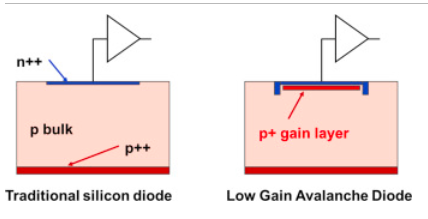 n++
p bulk
p++
p+ gain layer
Traditional silicon diode
Low Gain Avalanche Diode